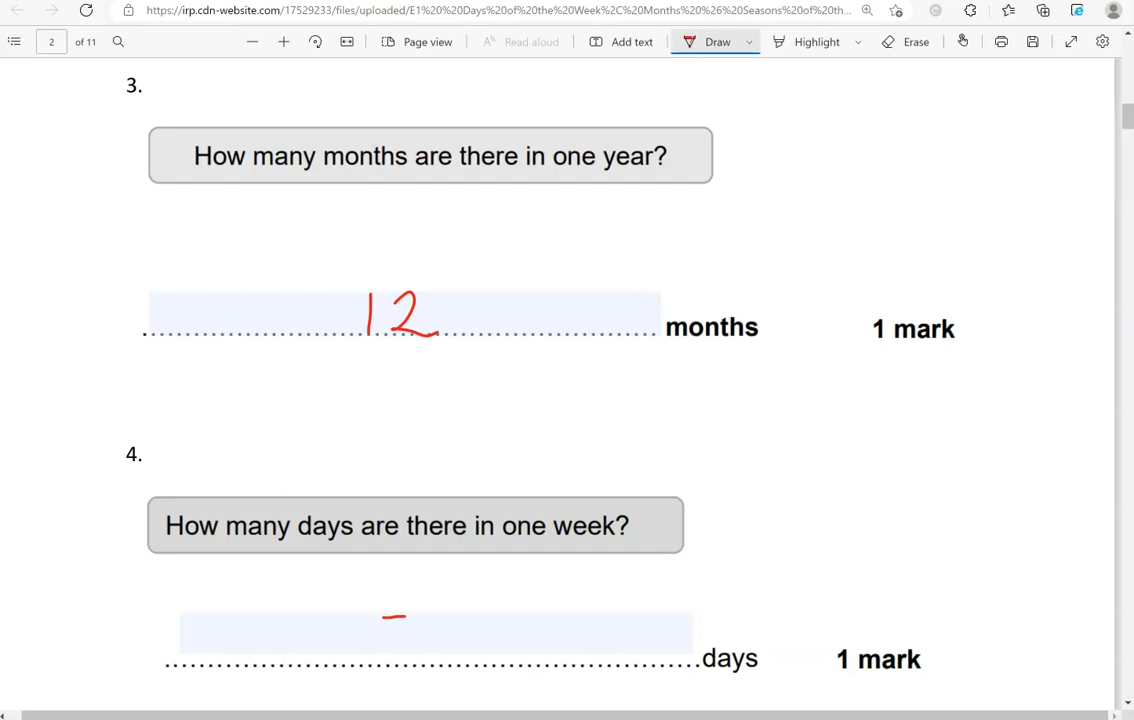 https://irp.cdn-website.com/17529233/files/uploaded/E1%20%20Days%20of%20the%20Week%2C%20Months%20%26%20Seasons%20of%20th...
2 of 11
Page view
Read aloud
Add text
Draw
Highlight
Erase
3.
How many months are there in one year?
12 months 1 mark
4.
How many days are there in one week?
days 1 mark